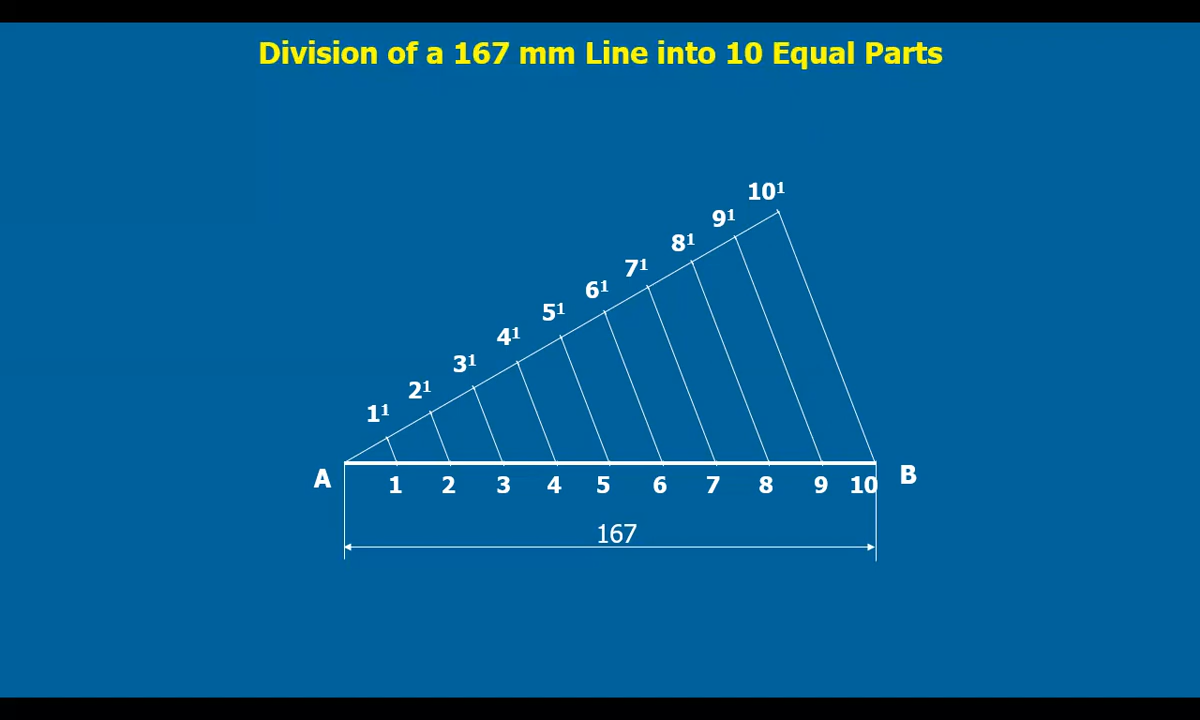 Division of a 167 mm Line into 10 Equal Parts
10¹
9¹
8¹
7¹
6¹
5¹
4¹
3¹
2¹
1¹
A
B
1 2 3 4 5 6 7 8 9 10
167